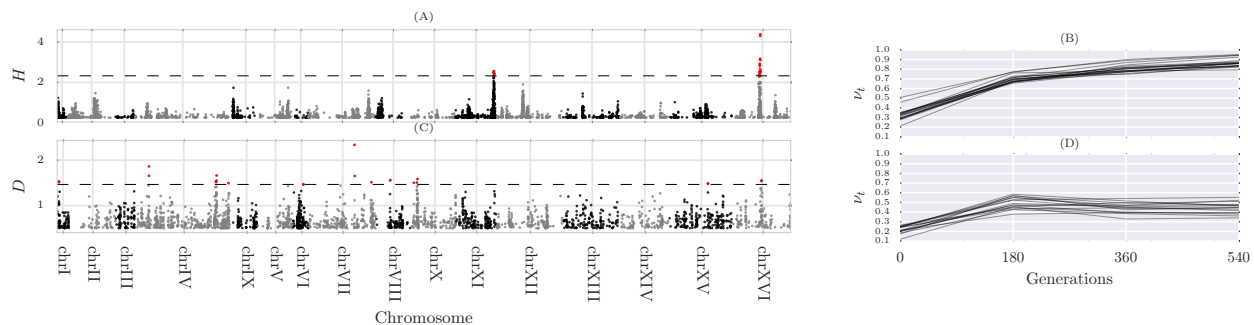 (A)
H
4
2
0
(B)
ν_t
1.0
0.9
0.8
0.7
0.6
0.5
0.4
0.3
0.2
0.1
(C)
D
2
1
(D)
ν_t
1.0
0.9
0.8
0.7
0.6
0.5
0.4
0.3
0.2
0.1
chrI chrII chrIII chrIV chrIX chrV chrVI chrVII chrVIII chrX chrXI chrXII chrXIII chrXIV chrXV chrXVI
Chromosome
0 180 360 540
Generations